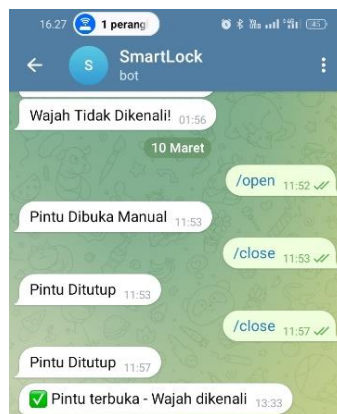 16.27 1 perang 45
SmartLock
S
bot
Wajah Tidak Dikenali! 01:56
10 Maret
/open 11:52
Pintu Dibuka Manual 11:53
/close 11:53
Pintu Ditutup 11:53
/close 11:57
Pintu Ditutup 11:57
Pintu terbuka - Wajah dikenali 13:33